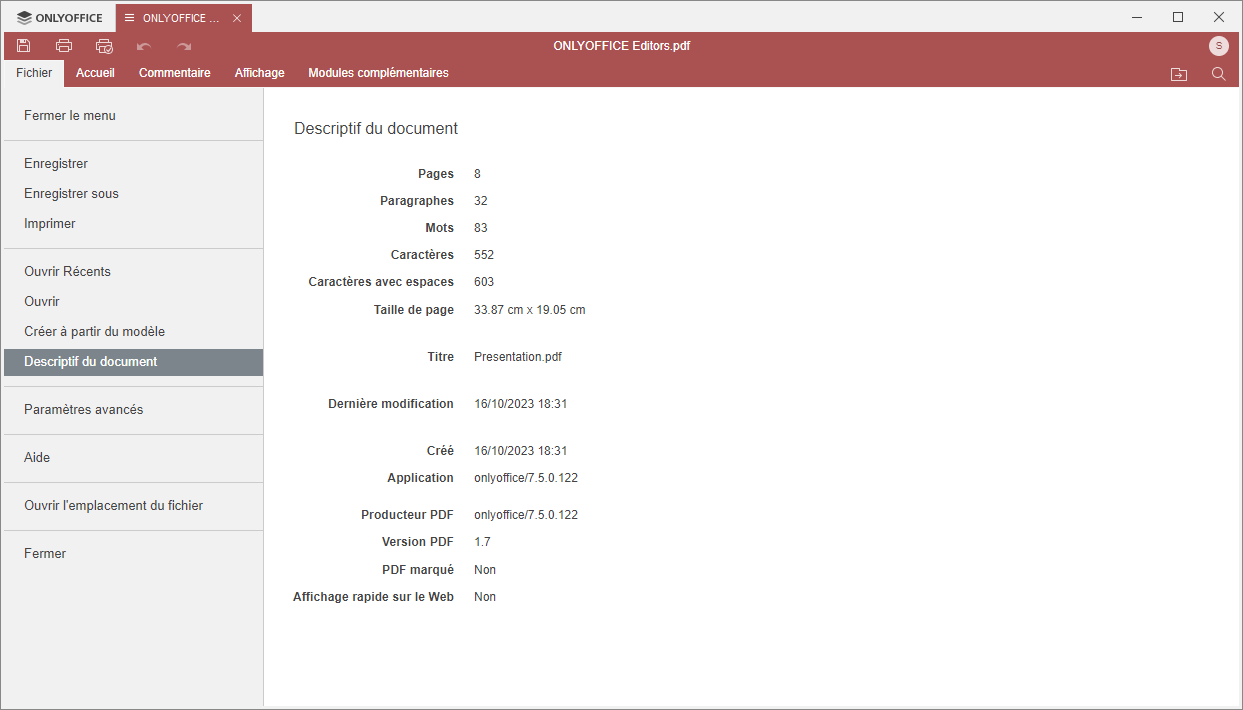 ONLYOFFICE
ONLYOFFICE ...
ONLYOFFICE Editors.pdf
S
Fichier
Accueil
Commentaire
Affichage
Modules complémentaires
Fermer le menu
Enregistrer
Enregistrer sous
Imprimer
Ouvrir Récents
Ouvrir
Créer à partir du modèle
Descriptif du document
Paramètres avancés
Aide
Ouvrir l'emplacement du fichier
Fermer
Descriptif du document
Pages 8
Paragraphes 32
Mots 83
Caractères 552
Caractères avec espaces 603
Taille de page 33.87 cm x 19.05 cm
Titre Presentation.pdf
Dernière modification 16/10/2023 18:31
Créé 16/10/2023 18:31
Application onlyoffice/7.5.0.122
Producteur PDF onlyoffice/7.5.0.122
Version PDF 1.7
PDF marqué Non
Affichage rapide sur le Web Non